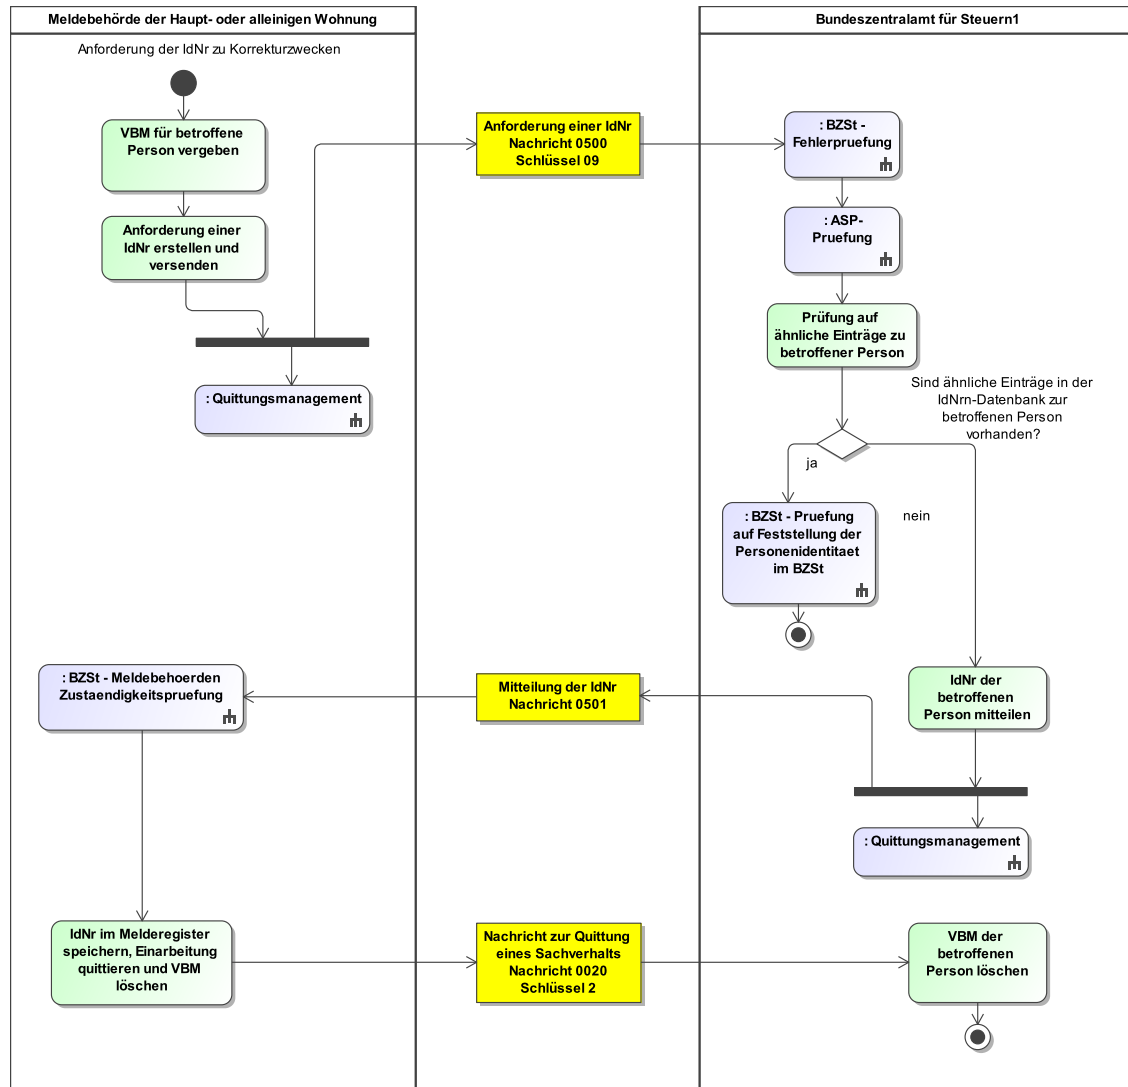 Meldebehörde der Haupt- oder alleinigen Wohnung
Bundeszentralamt für Steuern1
Anforderung der IdNr zu Korrekturzwecken
VBM für betroffene
Person vergeben
Anforderung einer
IdNr erstellen und
versenden
: Quittungsmanagement
Anforderung einer IdNr
Nachricht 0500
Schlüssel 09
: BZSt -
Fehlerpruefung
: ASP-
Pruefung
Prüfung auf
ähnliche Einträge zu
betroffener Person
Sind ähnliche Einträge in der
IdNrn-Datenbank zur
betroffenen Person
vorhanden?
ja
nein
: BZSt - Pruefung
auf Feststellung der
Personenidentitaet
im BZSt
IdNr der
betroffenen
Person mitteilen
: Quittungsmanagement
Mitteilung der IdNr
Nachricht 0501
: BZSt - Meldebehoerden
Zustaendigkeitspruefung
IdNr im Melderegister
speichern, Einarbeitung
quittieren und VBM
löschen
Nachricht zur Quittung
eines Sachverhalts
Nachricht 0020
Schlüssel 2
VBM der
betroffenen
Person löschen